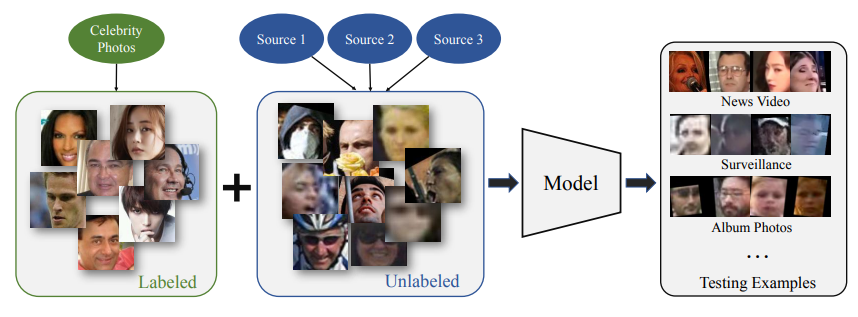 Celebrity
Photos
Source 1
Source 2
Source 3
Labeled
+
Unlabeled
Model
News Video
Surveillance
Album Photos
...
Testing Examples